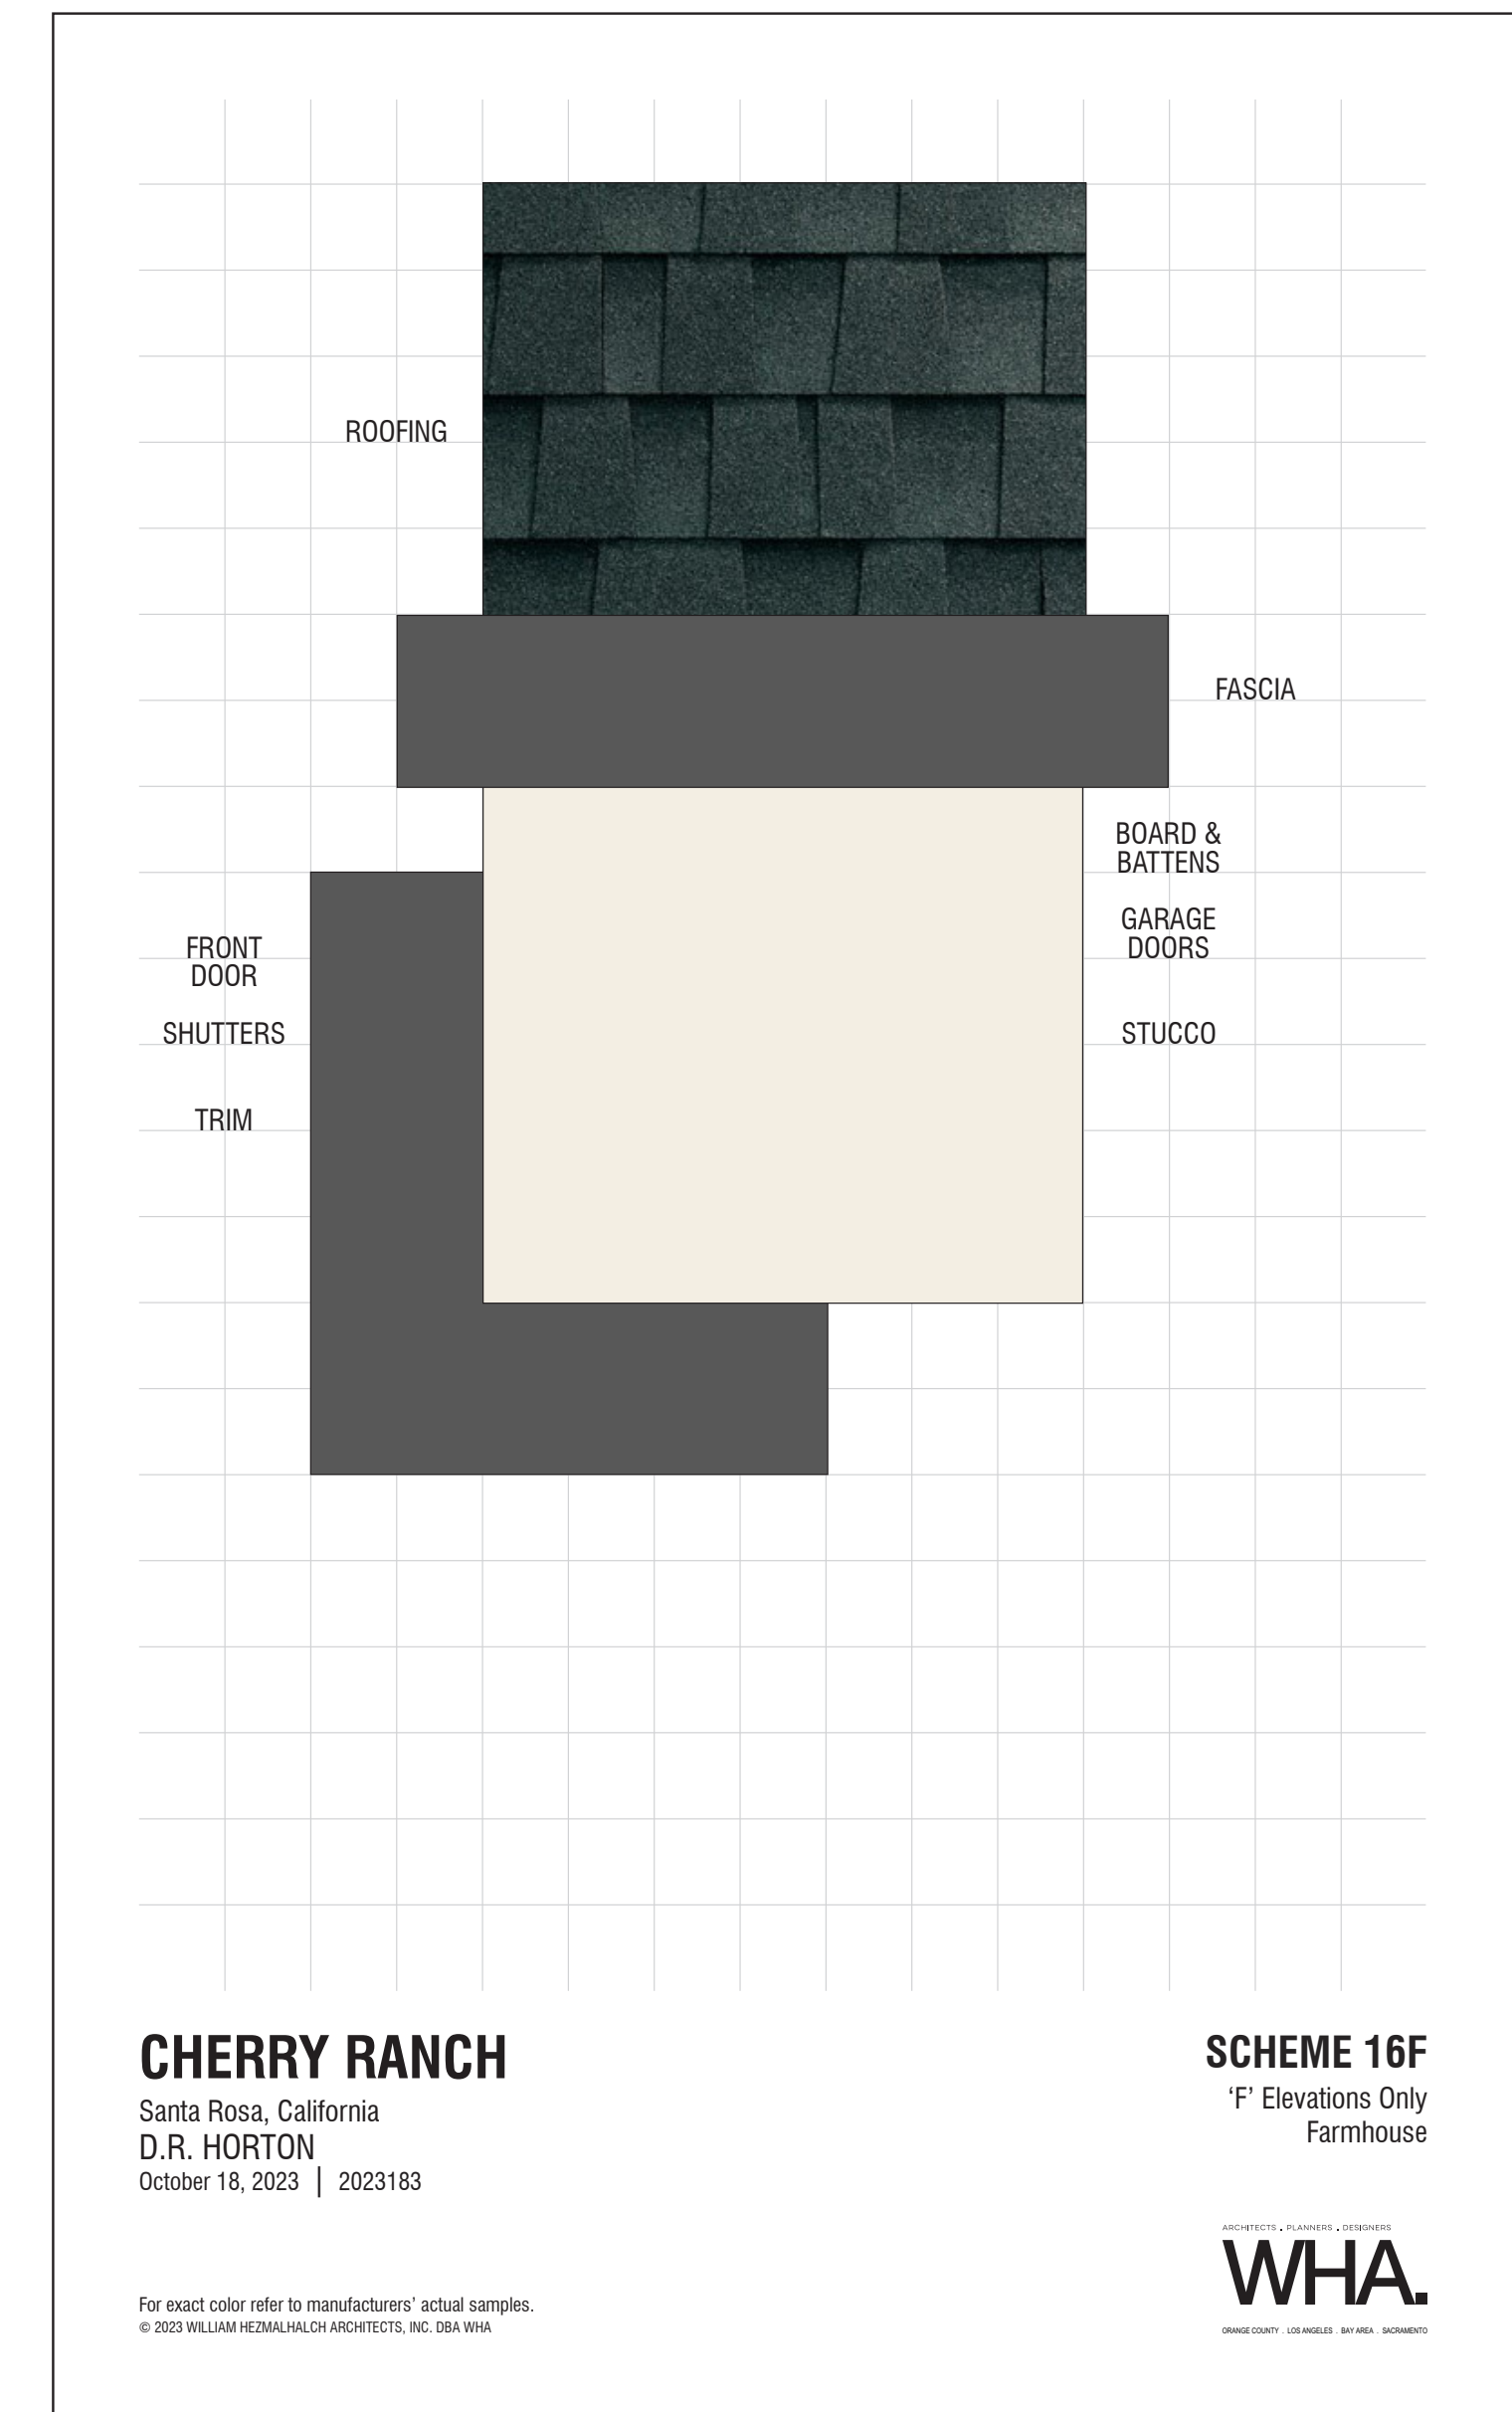 ROOFING
FASCIA
BOARD &
BATTENS
GARAGE
DOORS
STUCCO
FRONT
DOOR
SHUTTERS
TRIM
CHERRY RANCH
Santa Rosa, California
D.R. HORTON
October 18, 2023 | 2023183
For exact color refer to manufacturers’ actual samples.
© 2023 WILLIAM HEZMALHALCH ARCHITECTS, INC. DBA WHA
SCHEME 16F
‘F’ Elevations Only
Farmhouse
ARCHITECTS . PLANNERS . DESIGNERS
WHA.
ORANGE COUNTY . LOS ANGELES . BAY AREA . SACRAMENTO